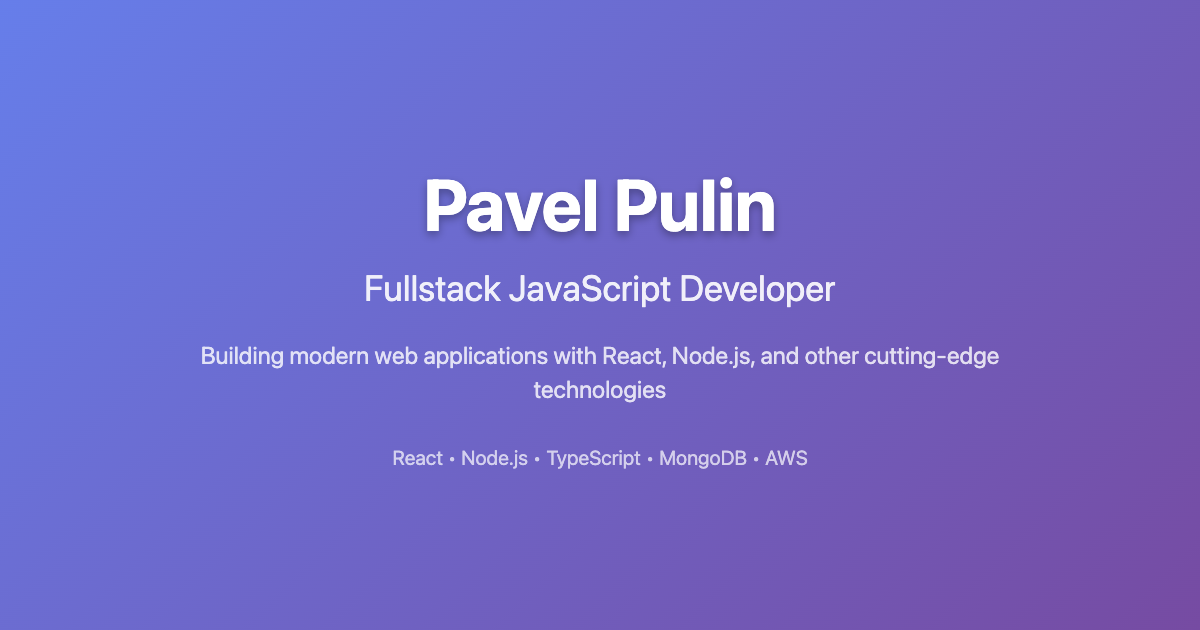 Pavel Pulin
Fullstack JavaScript Developer
Building modern web applications with React, Node.js, and other cutting-edge
technologies
React • Node.js • TypeScript • MongoDB • AWS